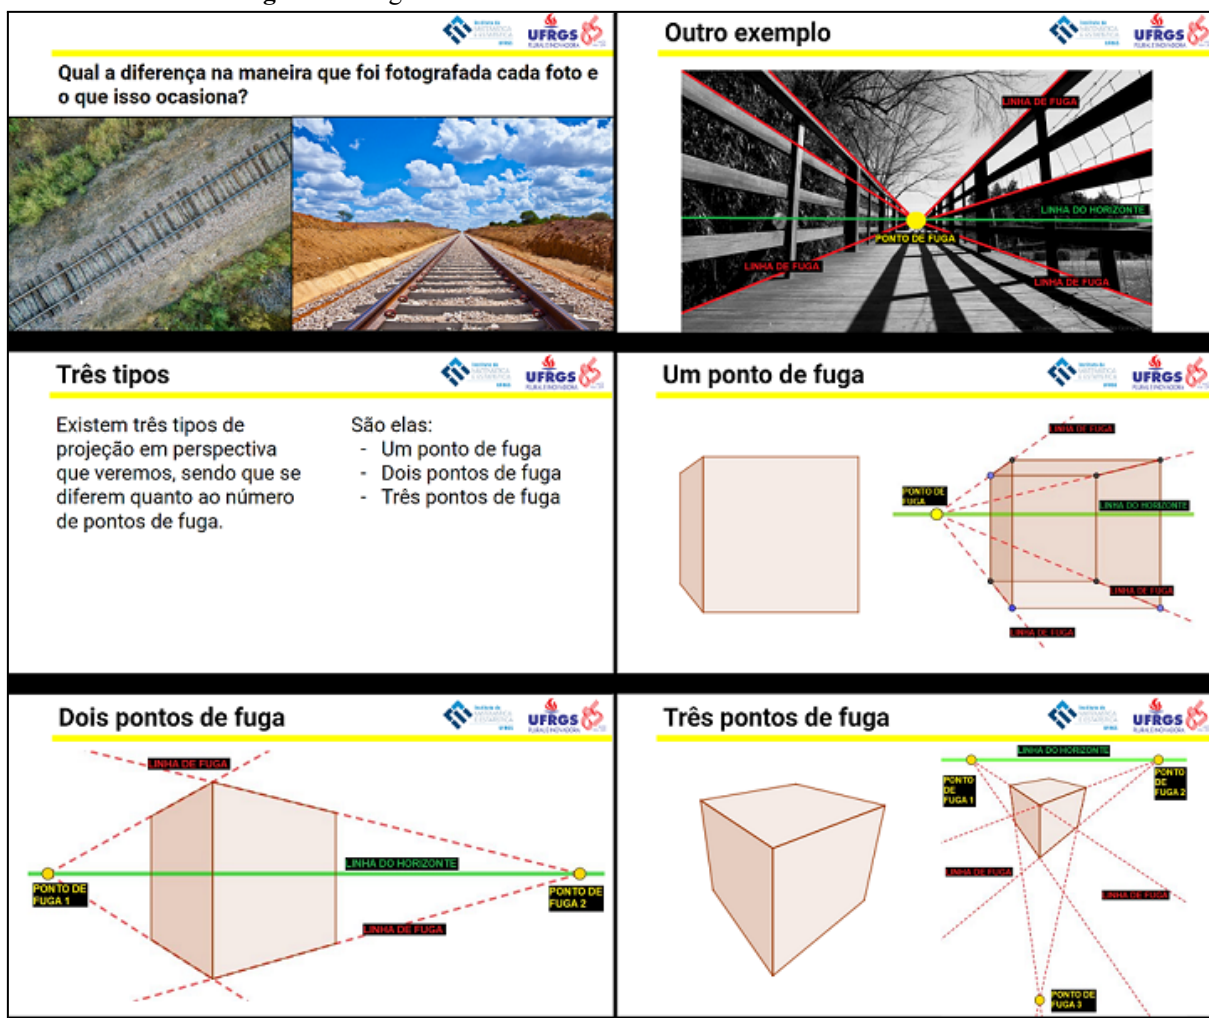 UFRGS
Qual a diferença na maneira que foi fotografada cada foto e
o que isso ocasiona?
Outro exemplo
UFRGS
LINHA DE FUGA
LINHA DO HORIZONTE
PONTO DE FUGA
LINHA DE FUGA
LINHA DE FUGA
Três tipos
UFRGS
Existem três tipos de
projeção em perspectiva
que veremos, sendo que se
diferem quanto ao número
de pontos de fuga.
São elas:
- Um ponto de fuga
- Dois pontos de fuga
- Três pontos de fuga
Um ponto de fuga
UFRGS
LINHA DE FUGA
PONTO DE
FUGA
LINHA DO HORIZONTE
LINHA DE FUGA
LINHA DE FUGA
Dois pontos de fuga
UFRGS
LINHA DE FUGA
LINHA DO HORIZONTE
PONTO DE
FUGA 1
PONTO DE
FUGA 2
LINHA DE FUGA
Três pontos de fuga
UFRGS
LINHA DO HORIZONTE
PONTO
DE
FUGA 1
PONTO
DE
FUGA 2
LINHA DE FUGA
LINHA DE FUGA
PONTO DE
FUGA 3